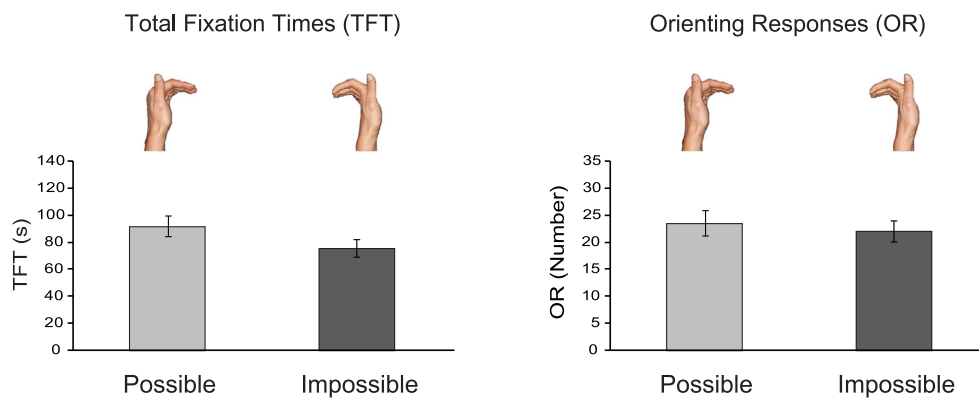 Total Fixation Times (TFT)
140
120
100
80
60
40
20
0
TFT (s)
Possible
Impossible
Orienting Responses (OR)
35
30
25
20
15
10
5
0
OR (Number)
Possible
Impossible